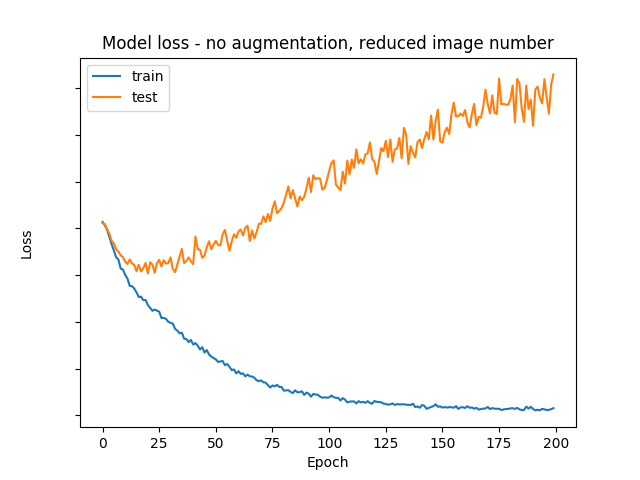 Model loss - no augmentation, reduced image number
train
test
Loss
0 25 50 75 100 125 150 175 200
Epoch